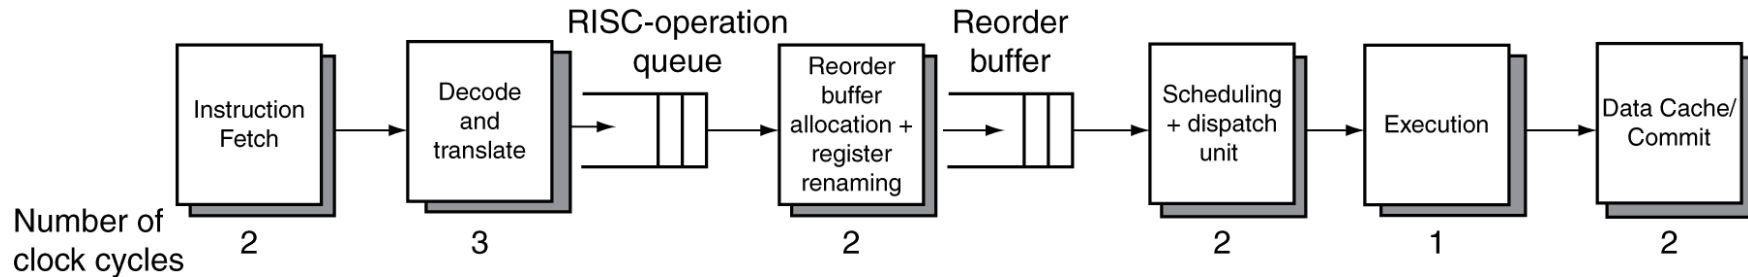 RISC-operation
queue
Reorder
buffer
Instruction
Fetch
Decode
and
translate
Reorder
buffer
allocation +
register
renaming
Scheduling
+ dispatch
unit
Execution
Data Cache/
Commit
Number of
clock cycles
2
3
2
2
1
2